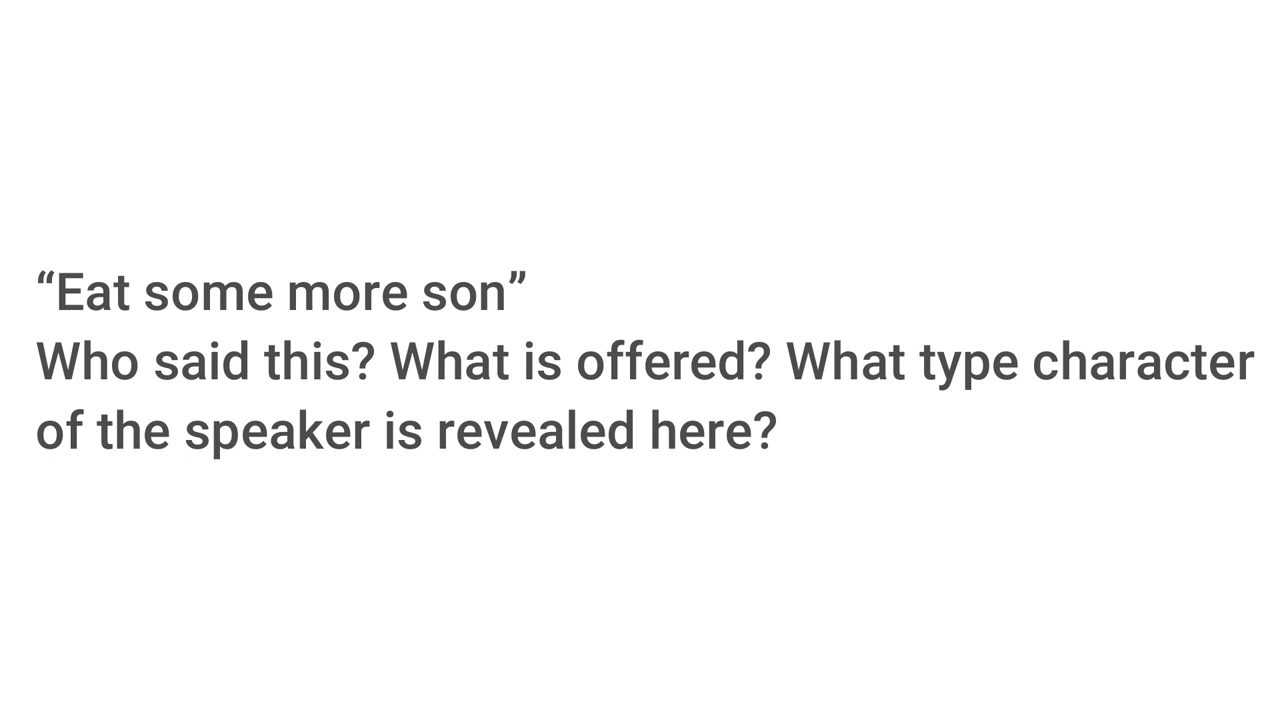 “Eat some more son”
Who said this? What is offered? What type character
of the speaker is revealed here?